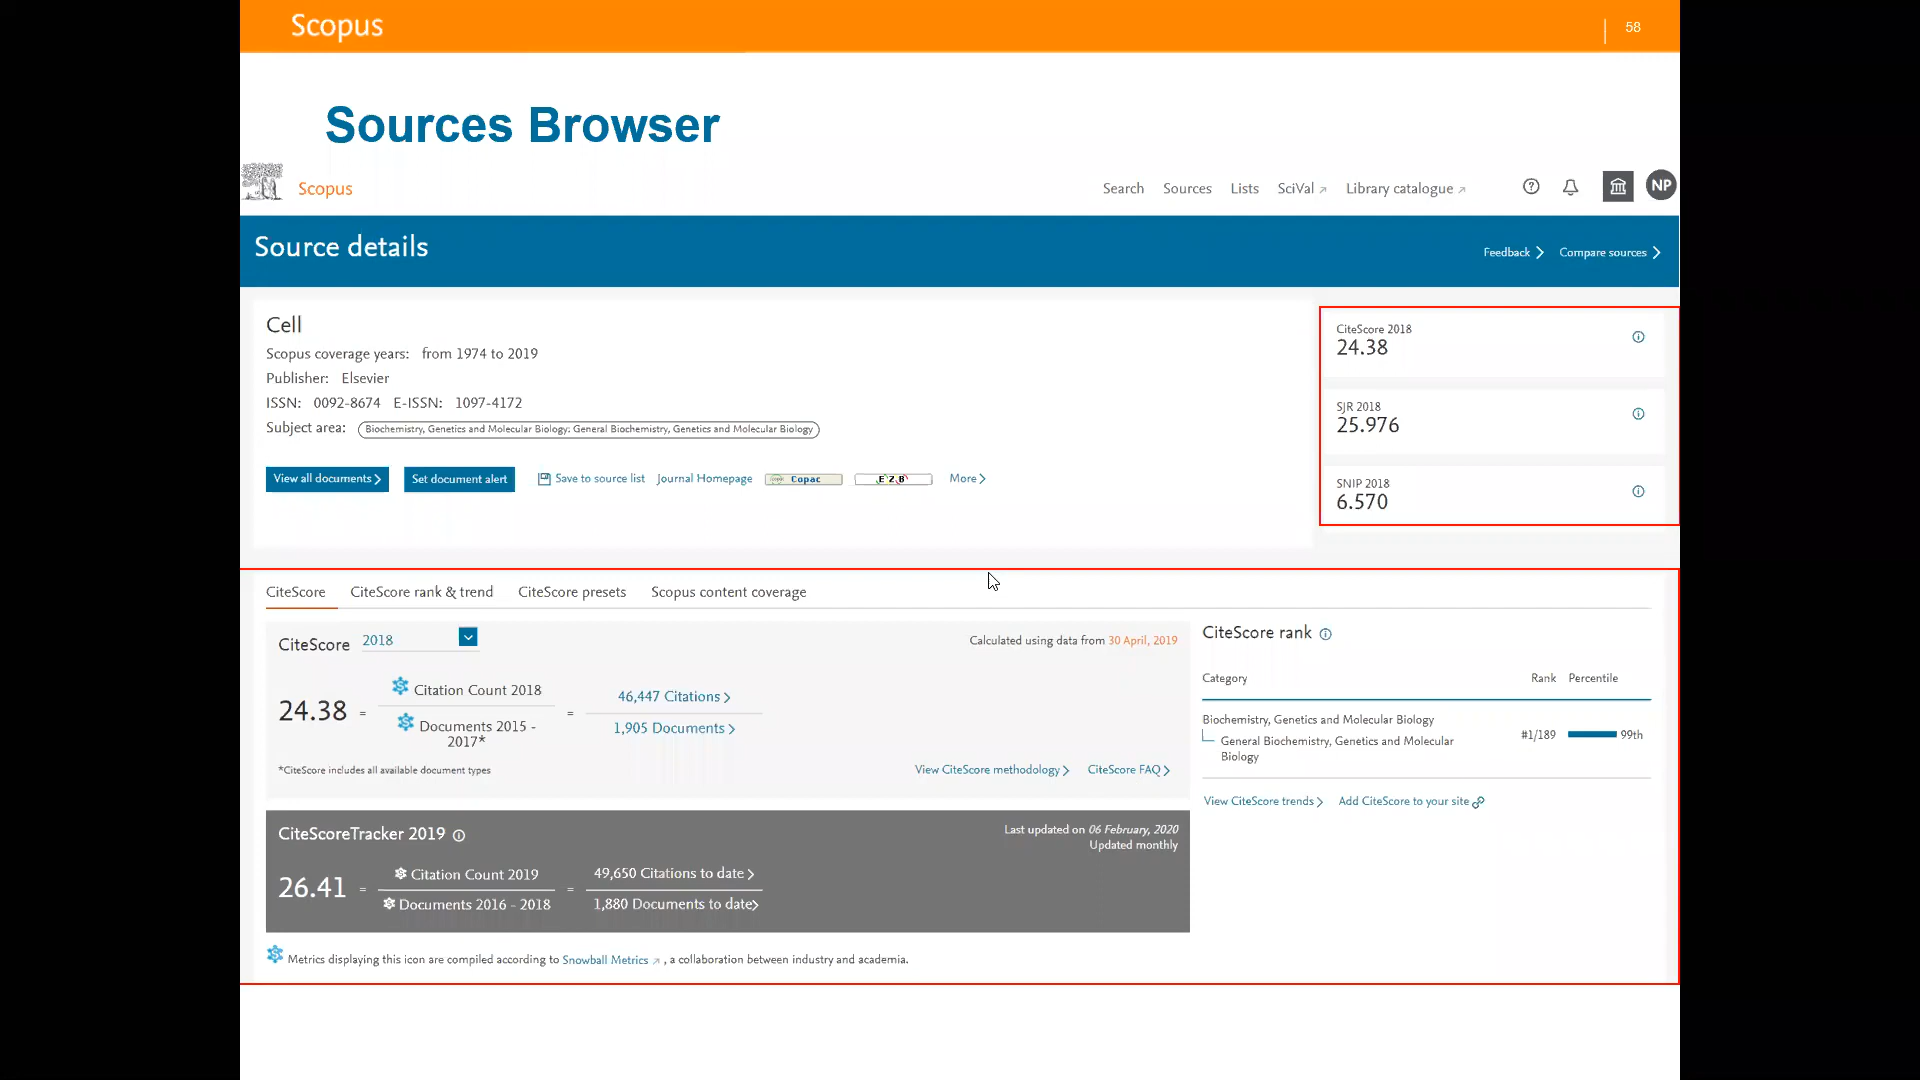 Scopus
58
Sources Browser
Scopus
Search Sources Lists SciVal Library catalogue
NP
Source details
Feedback Compare sources
Cell
Scopus coverage years: from 1974 to 2019
Publisher: Elsevier
ISSN: 0092-8674 E-ISSN: 1097-4172
Subject area: Biochemistry, Genetics and Molecular Biology: General Biochemistry, Genetics and Molecular Biology
View all documents Set document alert Save to source list Journal Homepage Copac EZB More
CiteScore 2018
24.38
SJR 2018
25.976
SNIP 2018
6.570
CiteScore CiteScore rank & trend CiteScore presets Scopus content coverage
CiteScore 2018
Calculated using data from 30 April, 2019
24.38 = Citation Count 2018 = 46,447 Citations
Documents 2015 - 2017* 1,905 Documents
*CiteScore includes all available document types
View CiteScore methodology CiteScore FAQ
CiteScore rank
Category Rank Percentile
Biochemistry, Genetics and Molecular Biology
General Biochemistry, Genetics and Molecular Biology #1/189 99th
View CiteScore trends Add CiteScore to your site
CiteScoreTracker 2019
Last updated on 06 February, 2020
Updated monthly
26.41 = Citation Count 2019 = 49,650 Citations to date
Documents 2016 - 2018 1,880 Documents to date
Metrics displaying this icon are compiled according to Snowball Metrics , a collaboration between industry and academia.